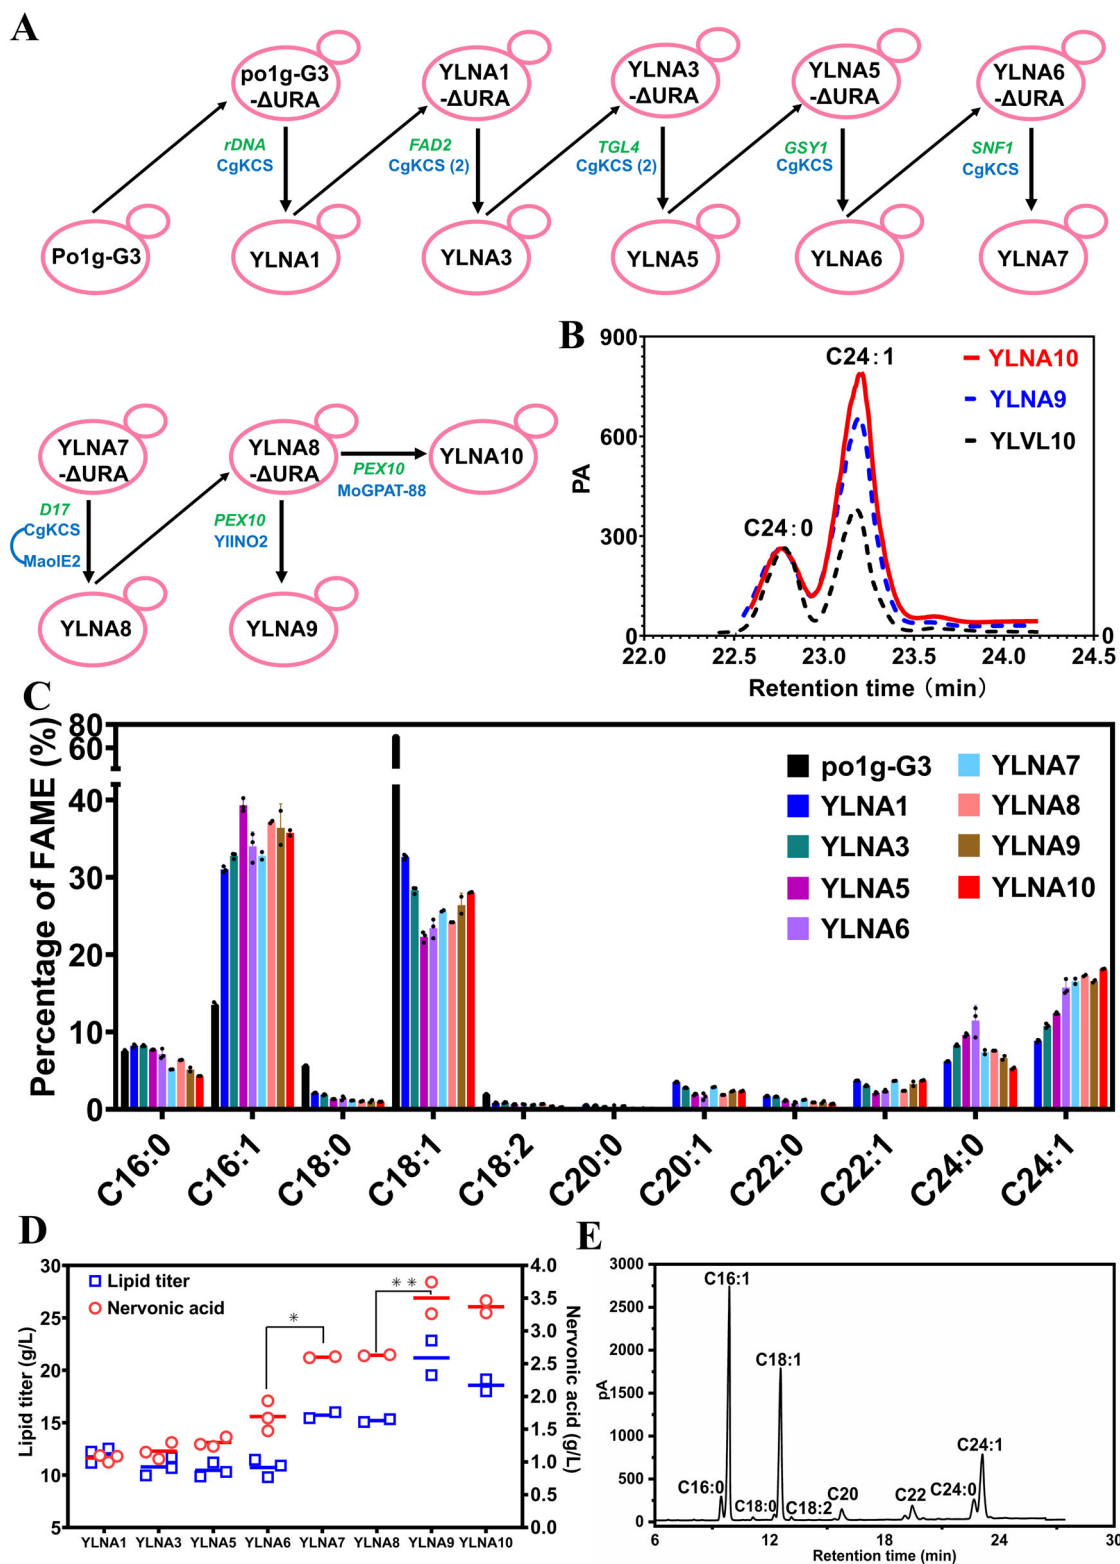 A
po1g-G3
-ΔURA
YLNA1
-ΔURA
YLNA3
-ΔURA
YLNA5
-ΔURA
YLNA6
-ΔURA
rDNA
CgKCS
FAD2
CgKCS (2)
TGL4
CgKCS (2)
GSY1
CgKCS
SNF1
CgKCS
Po1g-G3
YLNA1
YLNA3
YLNA5
YLNA6
YLNA7
YLNA7
-ΔURA
YLNA8
-ΔURA
YLNA10
PEX10
MoGPAT-88
D17
CgKCS
MaolE2
PEX10
YlINO2
YLNA8
YLNA9
B
900
600
300
0
0
PA
C24:1
C24:0
YLNA10
YLNA9
YLVL10
22.0 22.5 23.0 23.5 24.0 24.5
Retention time (min)
C
Percentage of FAME (%)
80
60
40
30
20
10
0
po1g-G3
YLNA1
YLNA3
YLNA5
YLNA6
YLNA7
YLNA8
YLNA9
YLNA10
C16:0 C16:1 C18:0 C18:1 C18:2 C20:0 C20:1 C22:0 C22:1 C24:0 C24:1
D
Lipid titer (g/L)
30
25
20
15
10
5
Lipid titer
Nervonic acid
*
**
4.0
3.5
3.0
2.5
2.0
1.5
1.0
0.5
0.0
Nervonic acid (g/L)
YLNA1 YLNA3 YLNA5 YLNA6 YLNA7 YLNA8 YLNA9 YLNA10
E
pA
3000
2500
2000
1500
1000
500
0
C16:1
C18:1
C24:1
C16:0
C18:0
C18:2
C20
C22
C24:0
6 12 18 24 30
Retention time (min)